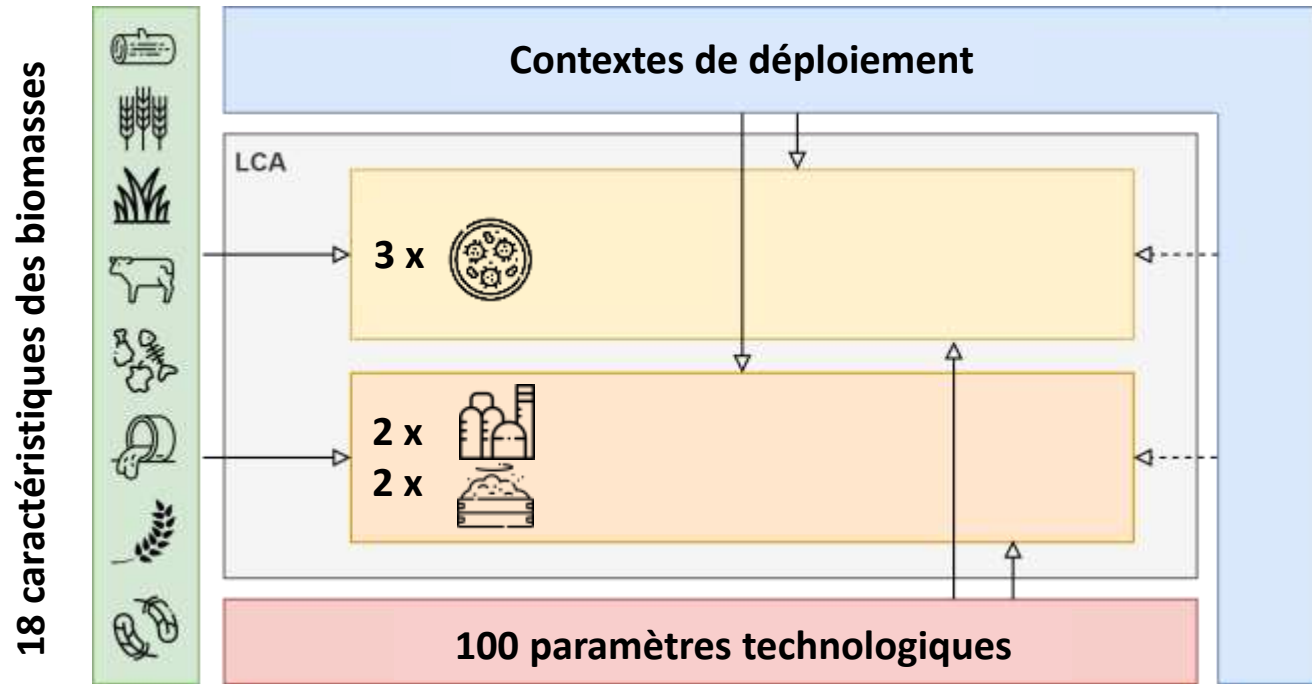 18 caractéristiques des biomasses
Contextes de déploiement
LCA
3 x
2 x
2 x
100 paramètres technologiques